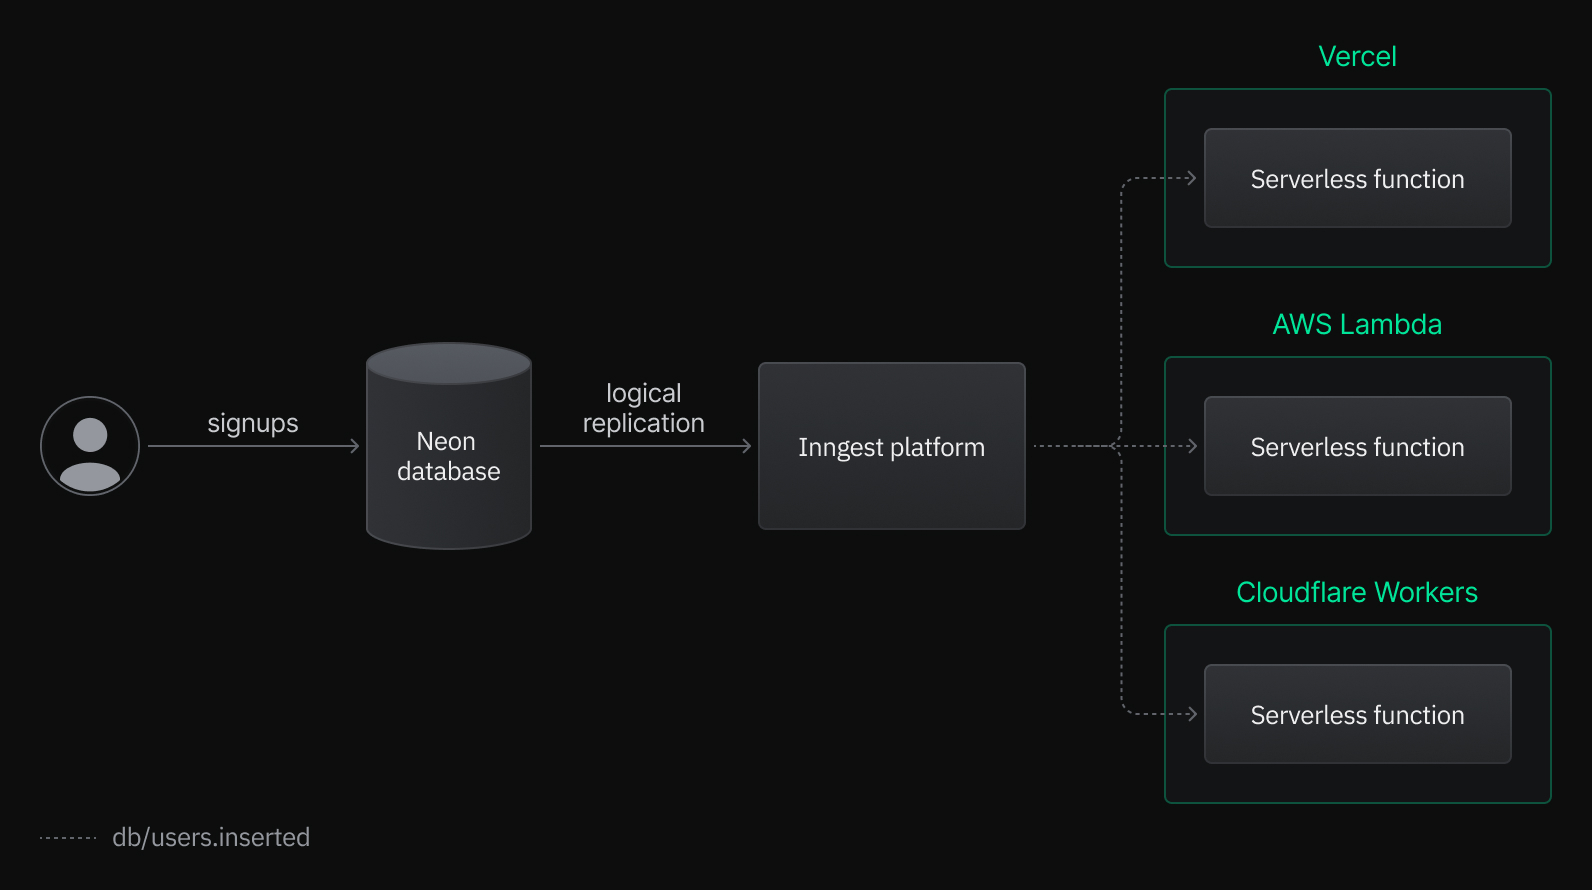 Vercel
Serverless function
AWS Lambda
signups
Neon
database
logical
replication
Inngest platform
Serverless function
Cloudflare Workers
Serverless function
db/users.inserted